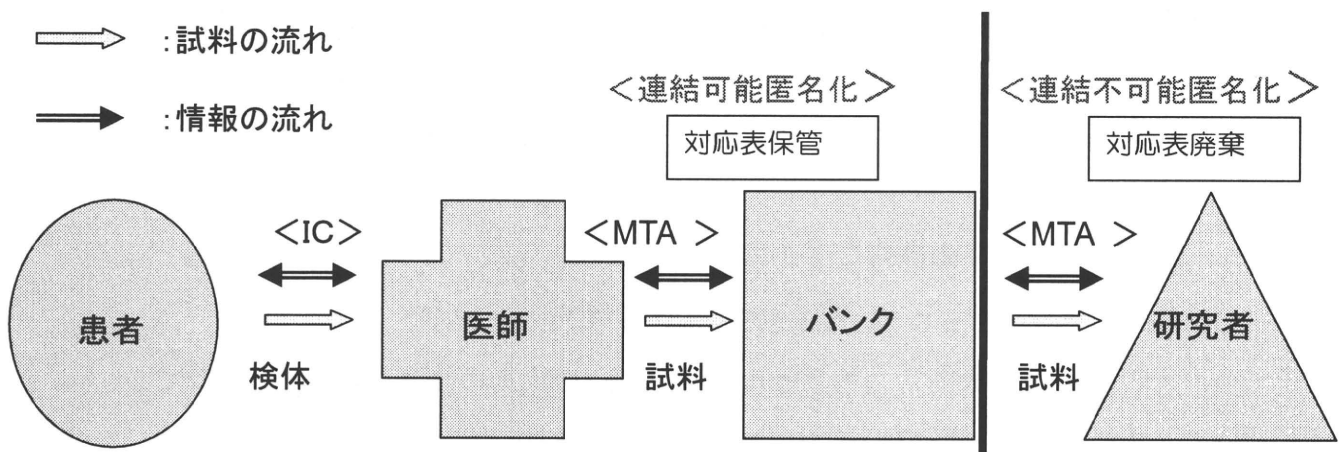 :試料の流れ
:情報の流れ
<連結可能匿名化>
<連結不可能匿名化>
対応表保管
対応表廃棄
<IC>
<MTA >
<MTA >
患者
医師
バンク
研究者
検体
試料
試料